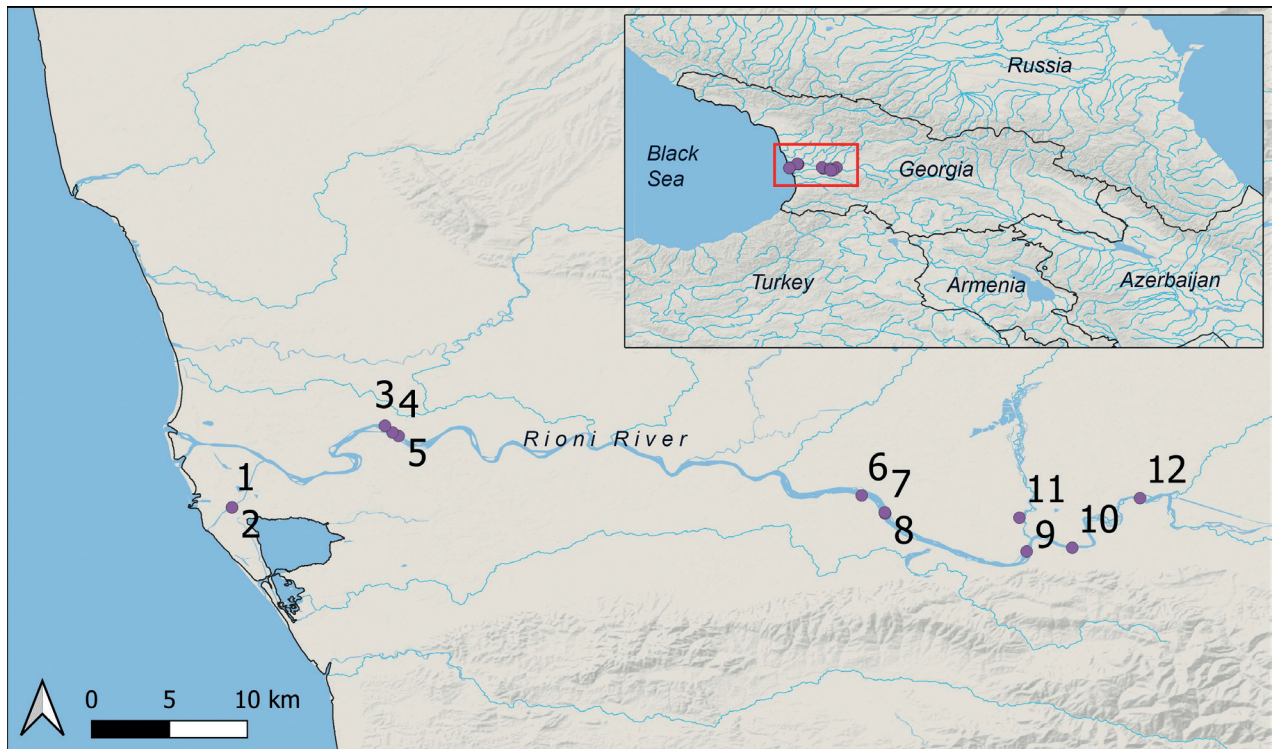 Russia
Black
Sea
Georgia
Turkey
Armenia
Azerbaijan
3 4
5
Rioni River
1
2
6
7
8
11
9
10
12
0 5 10 km